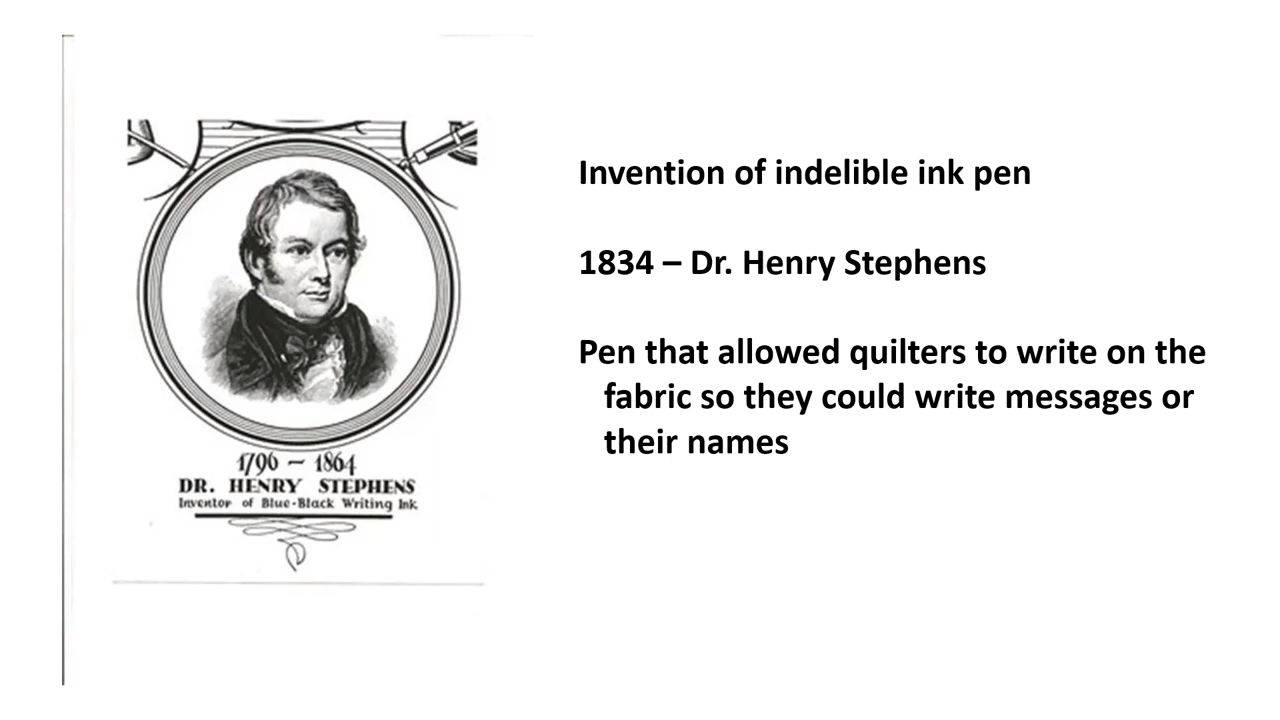 1796 – 1864
DR. HENRY STEPHENS
Inventor of Blue-Black Writing Ink
Invention of indelible ink pen
1834 – Dr. Henry Stephens
Pen that allowed quilters to write on the
fabric so they could write messages or
their names